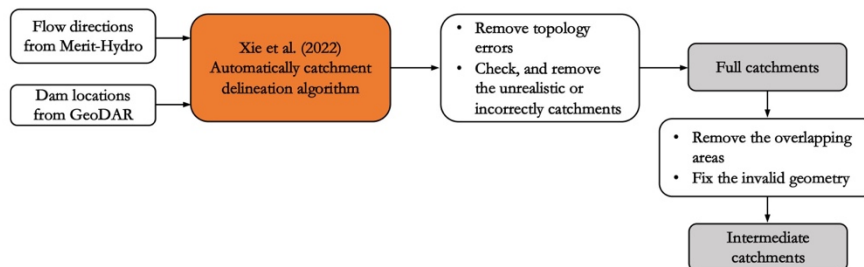 Flow directions
from Merit-Hydro
Dam locations
from GeoDAR
Xie et al. (2022)
Automatically catchment
delineation algorithm
• Remove topology
errors
• Check, and remove
the unrealistic or
incorrectly catchments
Full catchments
• Remove the overlapping
areas
• Fix the invalid geometry
Intermediate
catchments